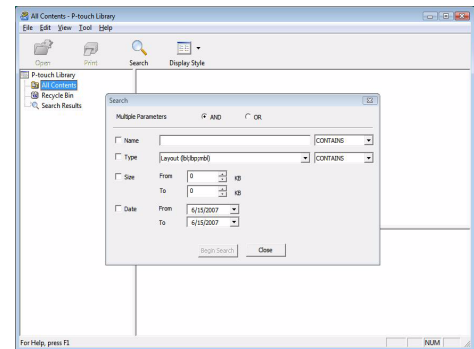 All Contents - P-touch Library
File Edit View Tool Help
Open Print Search Display Style
P-touch Library
All Contents
Recycle Bin
Search Results
Search
Multiple Parameters AND OR
Name CONTAINS
Type Layout (lbl;lbp;mbl) CONTAINS
Size From 0 KB
To 0 KB
Date From 6/15/2007
To 6/15/2007
Begin Search Close
For Help, press F1 NUM